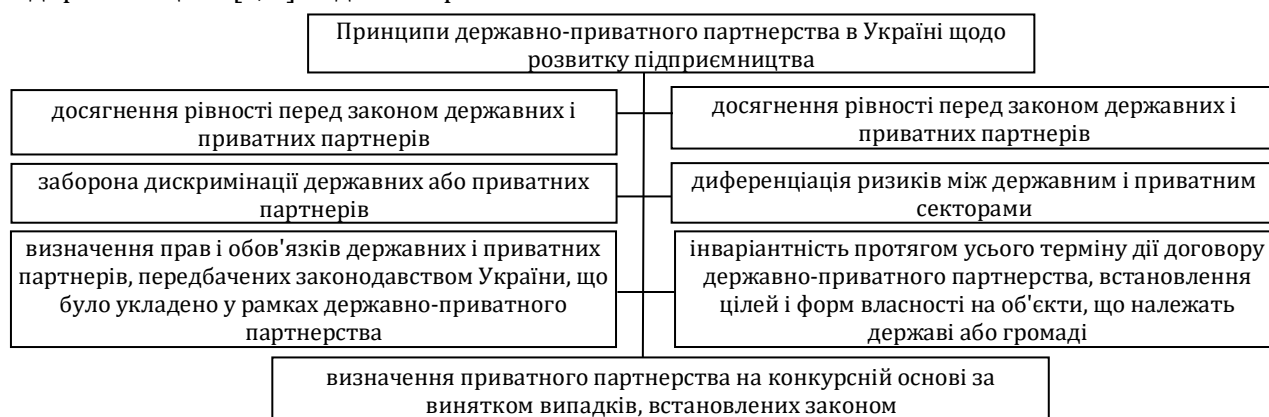 Принципи державно-приватного партнерства в Україні щодо
розвитку підприємництва
досягнення рівності перед законом державних і
приватних партнерів
досягнення рівності перед законом державних і
приватних партнерів
заборона дискримінації державних або приватних
партнерів
диференціація ризиків між державним і приватним
секторами
визначення прав і обов'язків державних і приватних
партнерів, передбачених законодавством України, що
було укладено у рамках державно-приватного
партнерства
інваріантність протягом усього терміну дії договору
державно-приватного партнерства, встановлення
цілей і форм власності на об'єкти, що належать
державі або громаді
визначення приватного партнерства на конкурсній основі за
винятком випадків, встановлених законом